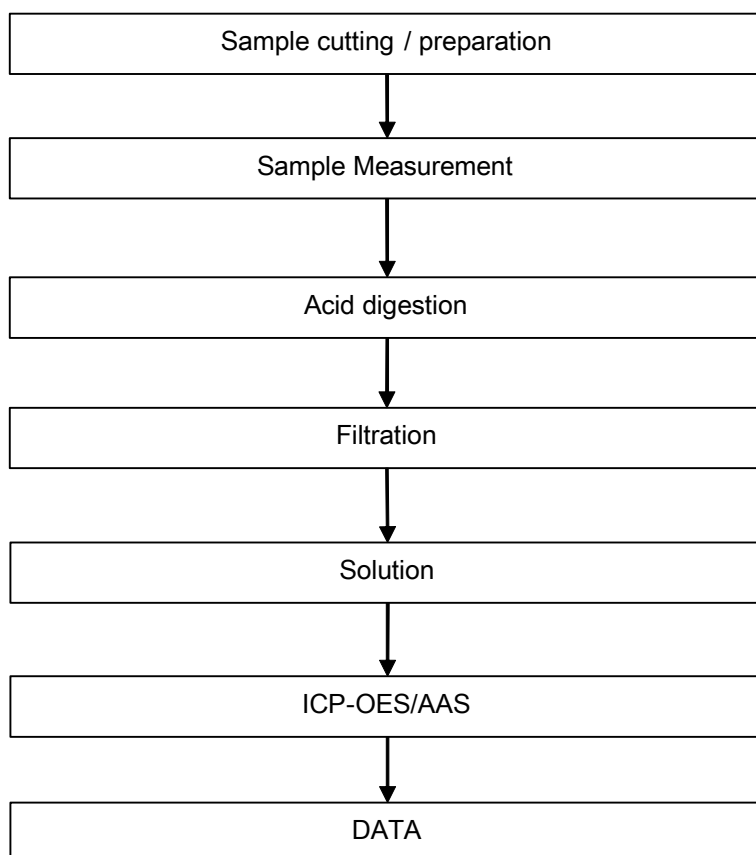 Sample cutting / preparation
Sample Measurement
Acid digestion
Filtration
Solution
ICP-OES/AAS
DATA